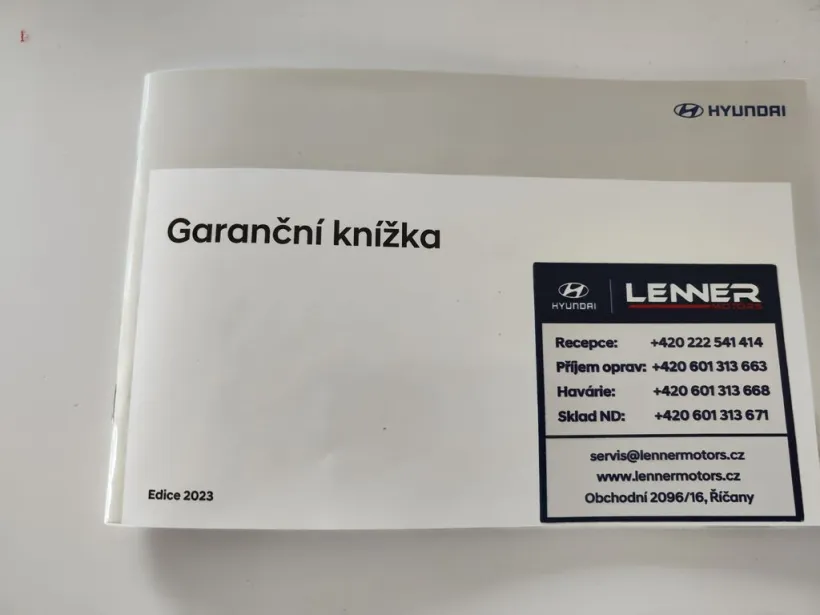 HYUNDAI
Garanční knížka
HYUNDAI
LENNER
MOTORS
Recepce: +420 222 541 414
Příjem oprav: +420 601 313 663
Havárie: +420 601 313 668
Sklad ND: +420 601 313 671
servis@lennermotors.cz
www.lennermotors.cz
Obchodní 2096/16, Říčany
Edice 2023